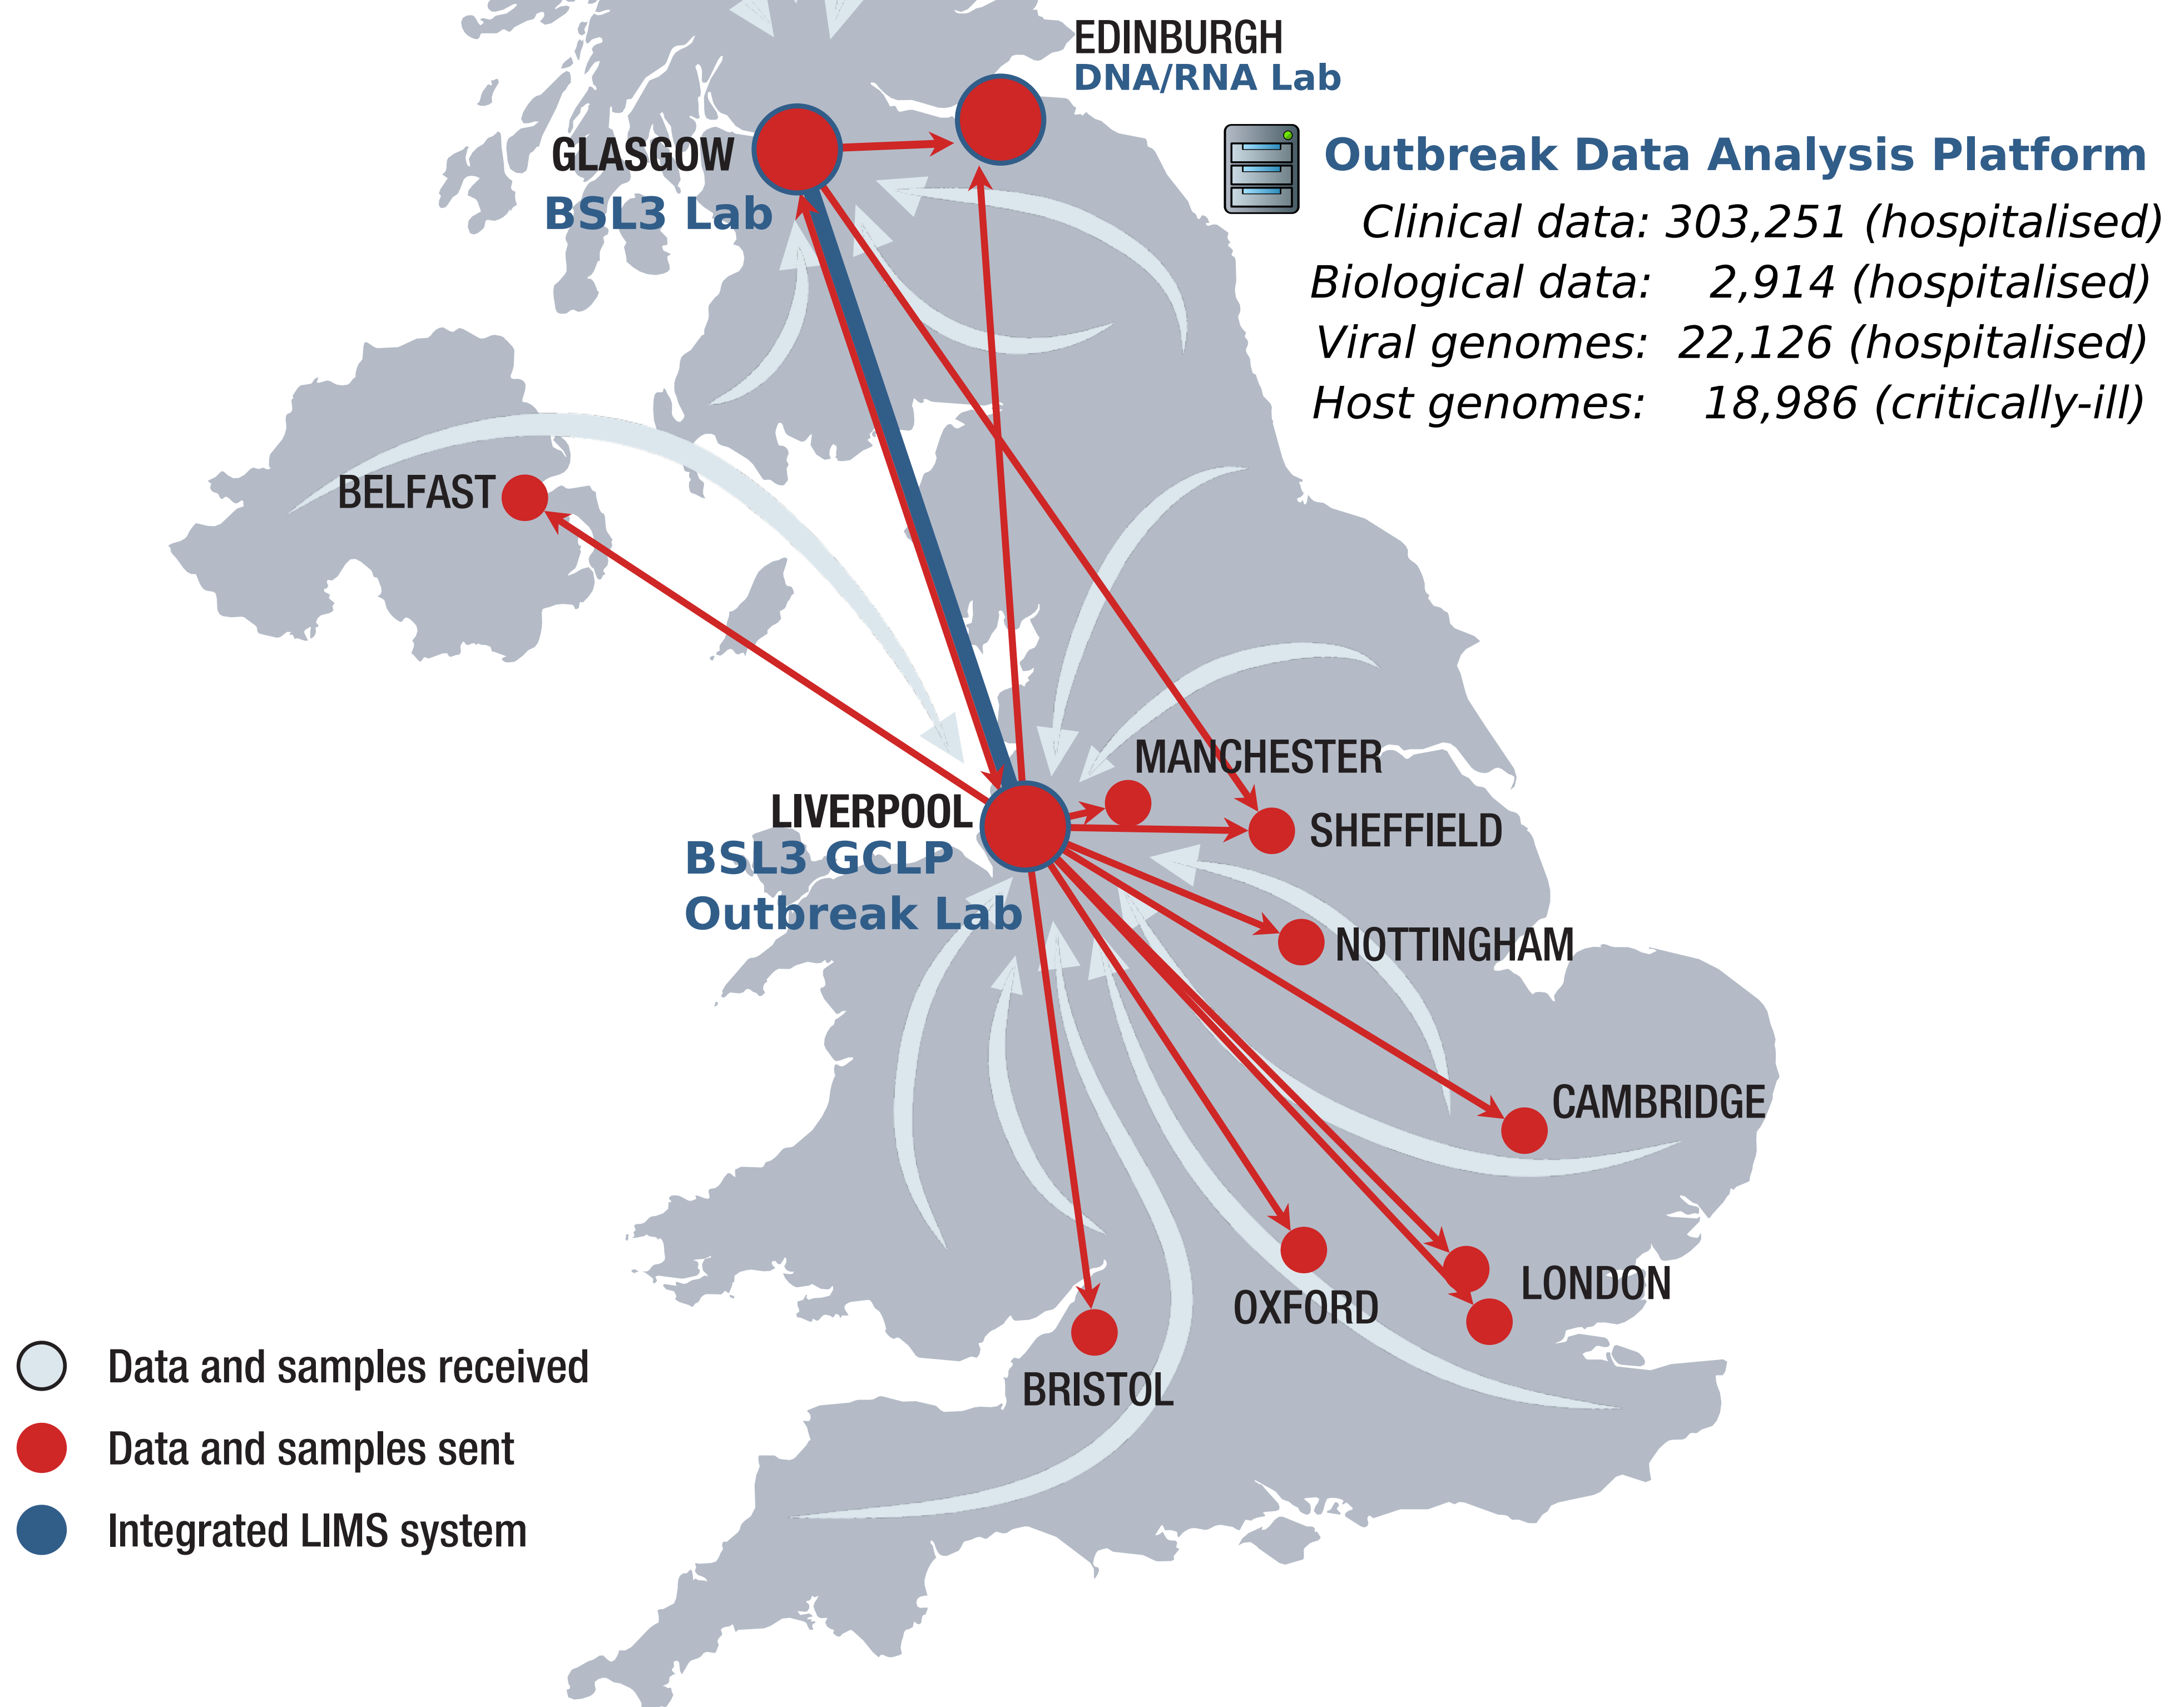 EDINBURGH
DNA/RNA Lab
GLASGOW
BSL3 Lab
Outbreak Data Analysis Platform
Clinical data: 303,251 (hospitalised)
Biological data: 2,914 (hospitalised)
Viral genomes: 22,126 (hospitalised)
Host genomes: 18,986 (critically-ill)
BELFAST
MANCHESTER
LIVERPOOL
BSL3 GCLP
Outbreak Lab
SHEFFIELD
NOTTINGHAM
CAMBRIDGE
LONDON
OXFORD
BRISTOL
Data and samples received
Data and samples sent
Integrated LIMS system